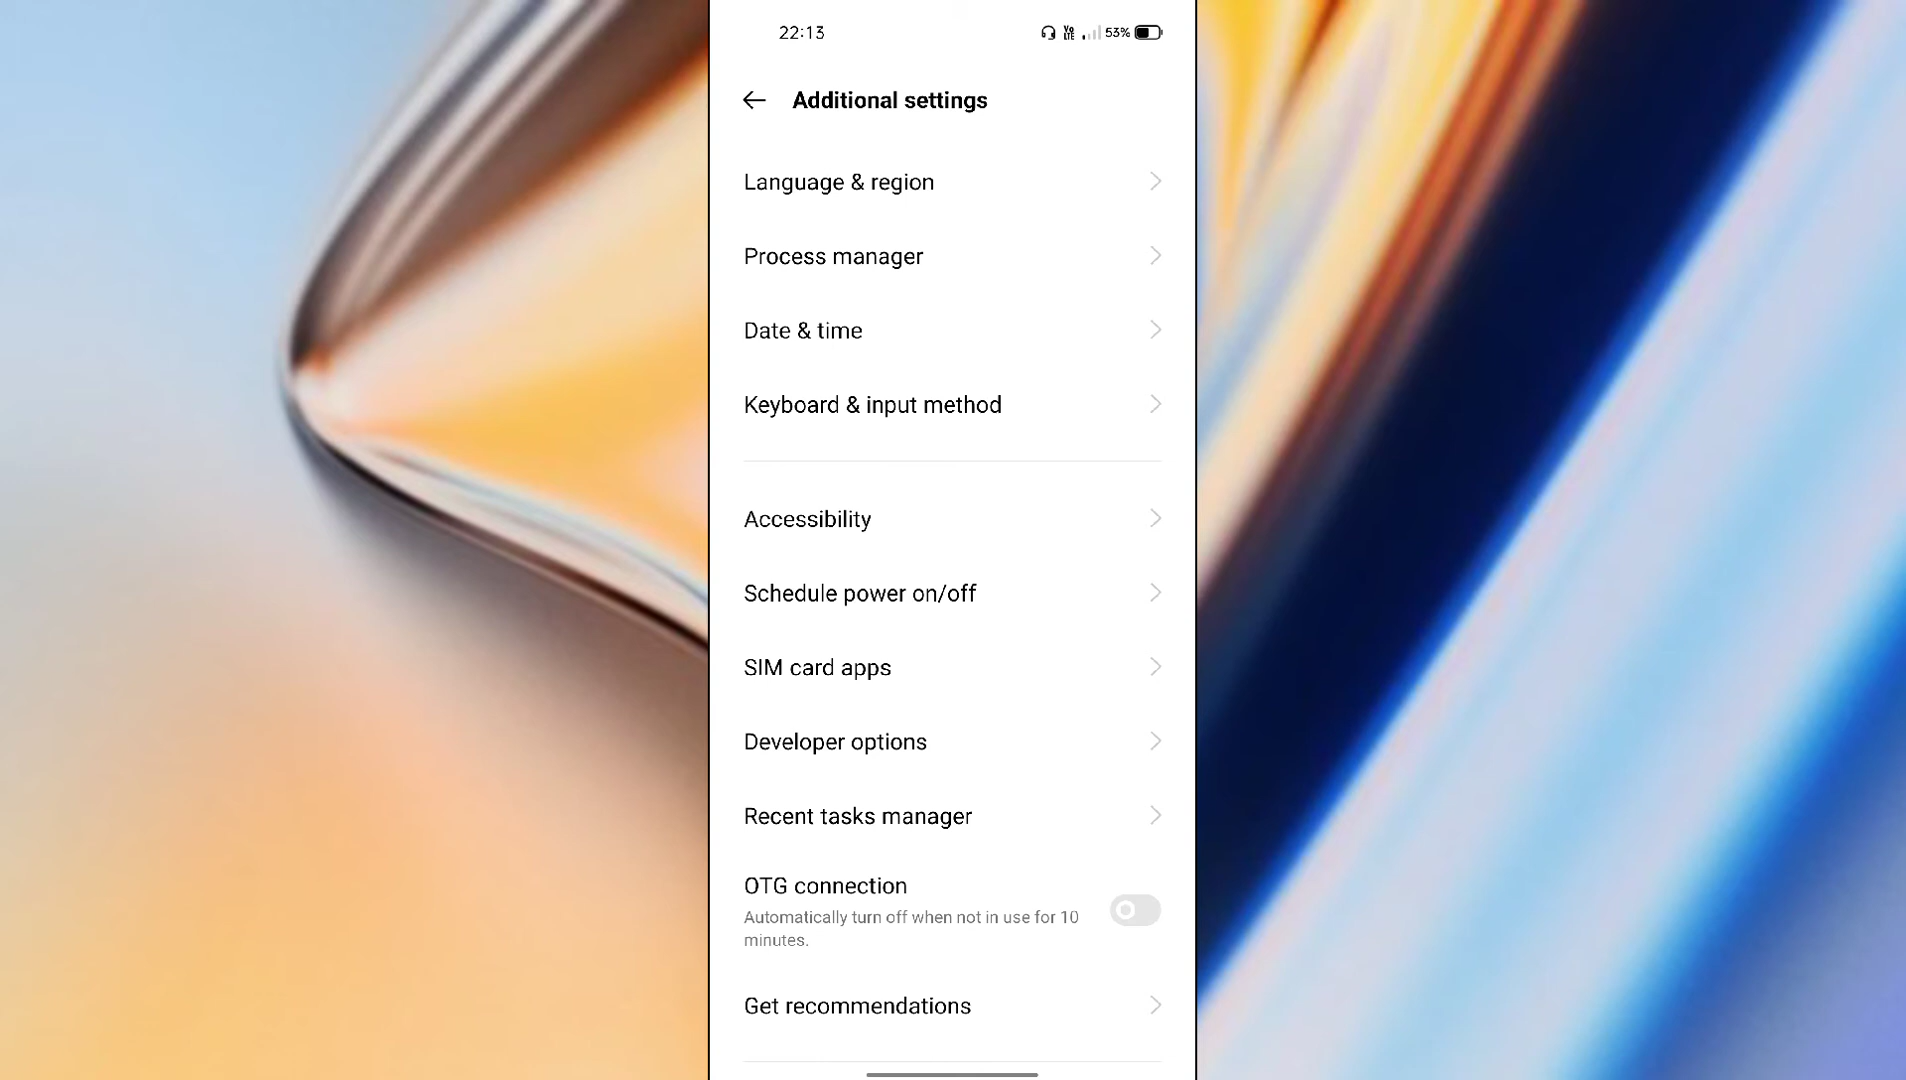 22:13
Vo
LTE
53%
Additional settings
Language & region
Process manager
Date & time
Keyboard & input method
Accessibility
Schedule power on/off
SIM card apps
Developer options
Recent tasks manager
OTG connection
Automatically turn off when not in use for 10
minutes.
Get recommendations